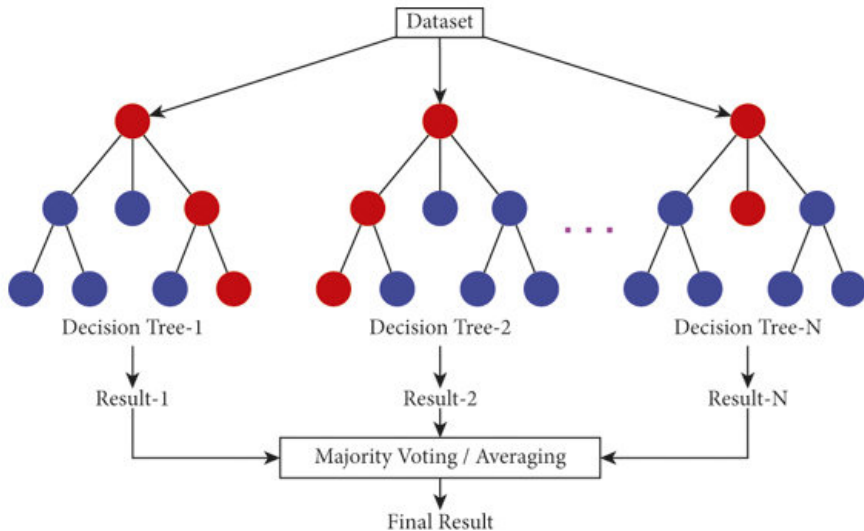 Dataset
Decision Tree-1
Decision Tree-2
Decision Tree-N
Result-1
Result-2
Result-N
Majority Voting / Averaging
Final Result